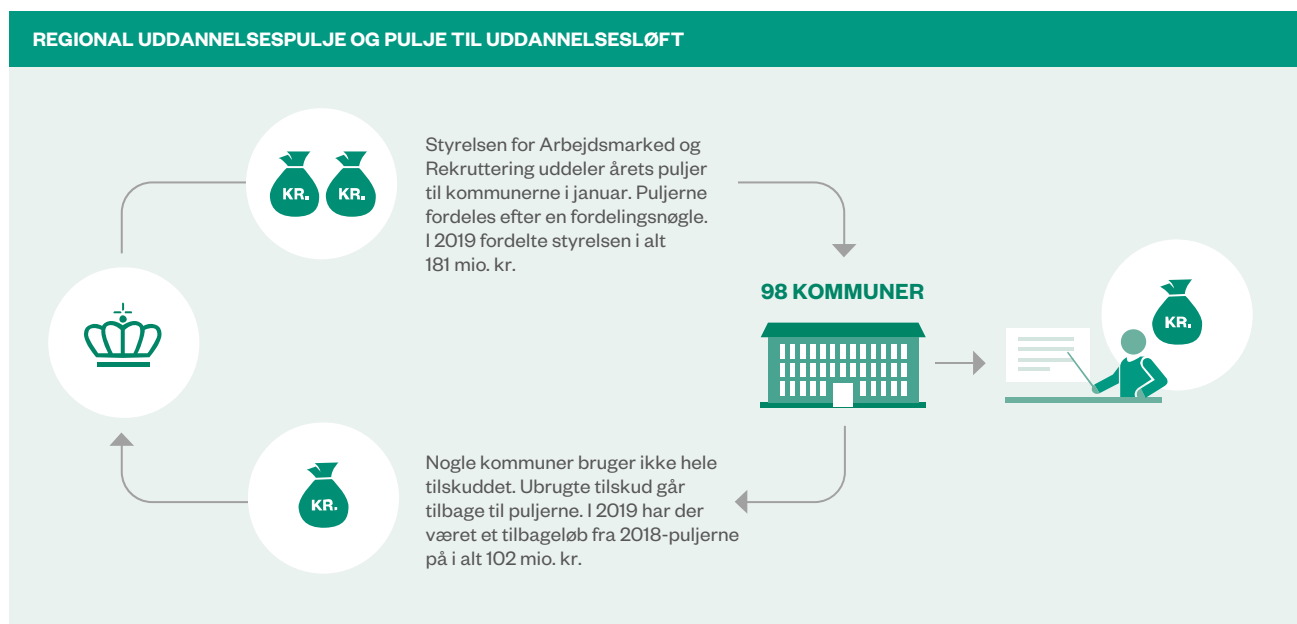 REGIONAL UDDANNELSESPULJE OG PULJE TIL UDDANNELSESLØFT
KR.
KR.
Styrelsen for Arbejdsmarked og
Rekruttering uddeler årets puljer
til kommunerne i januar. Puljerne
fordeles efter en fordelingsnøgle.
I 2019 fordelte styrelsen i alt
181 mio. kr.
98 KOMMUNER
KR.
KR.
Nogle kommuner bruger ikke hele
tilskuddet. Ubrugte tilskud går
tilbage til puljerne. I 2019 har der
været et tilbageløb fra 2018-puljerne
på i alt 102 mio. kr.